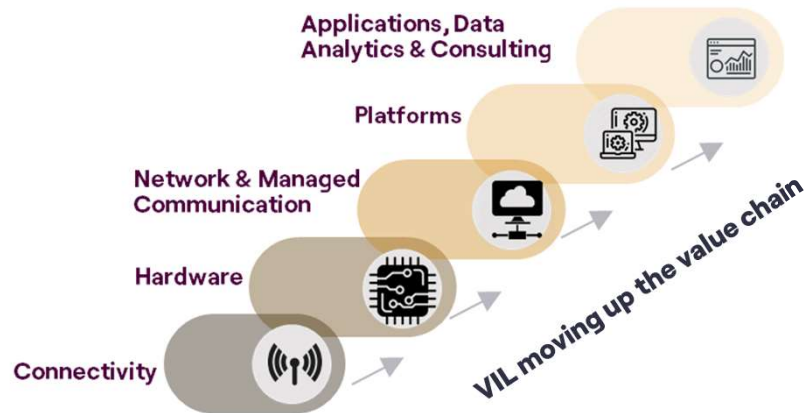 Applications, Data
Analytics & Consulting
Platforms
Network & Managed
Communication
Hardware
Connectivity
VIL moving up the value chain